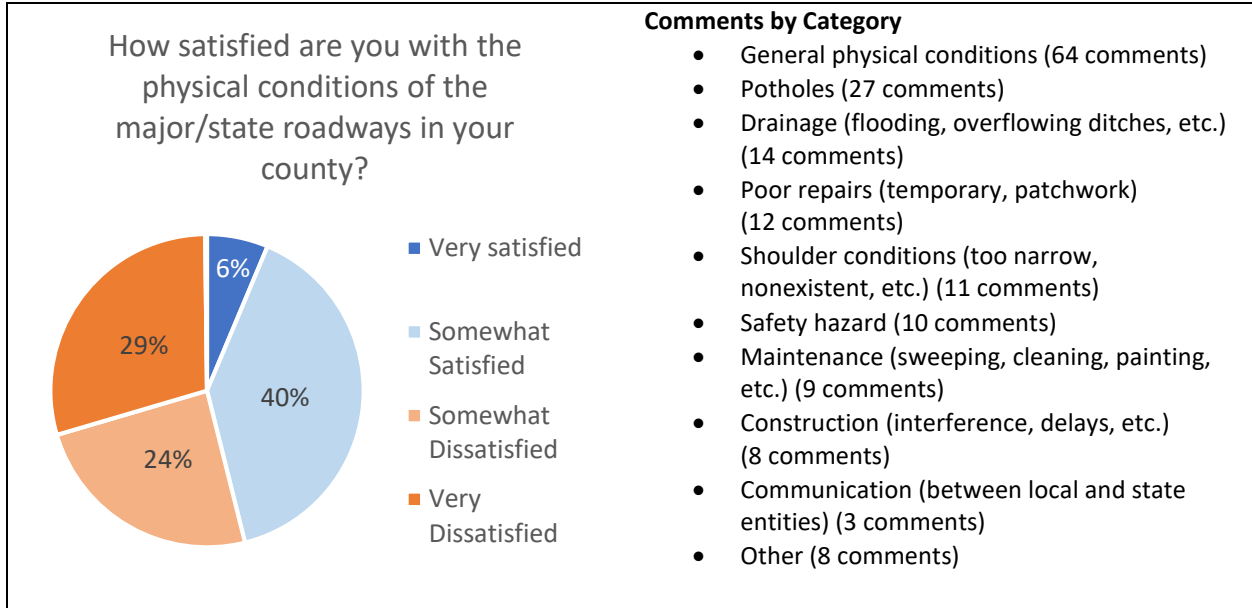 How satisfied are you with the
physical conditions of the
major/state roadways in your
county?
6%
40%
24%
29%
Very satisfied
Somewhat
Satisfied
Somewhat
Dissatisfied
Very
Dissatisfied
Comments by Category
• General physical conditions (64 comments)
• Potholes (27 comments)
• Drainage (flooding, overflowing ditches, etc.)
(14 comments)
• Poor repairs (temporary, patchwork)
(12 comments)
• Shoulder conditions (too narrow,
nonexistent, etc.) (11 comments)
• Safety hazard (10 comments)
• Maintenance (sweeping, cleaning, painting,
etc.) (9 comments)
• Construction (interference, delays, etc.)
(8 comments)
• Communication (between local and state
entities) (3 comments)
• Other (8 comments)